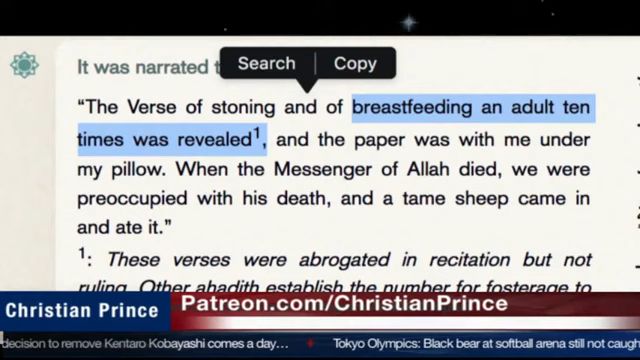 It was narrated t
Search | Copy
“The Verse of stoning and of breastfeeding an adult ten
times was revealed¹, and the paper was with me under
my pillow. When the Messenger of Allah died, we were
preoccupied with his death, and a tame sheep came in
and ate it.”
¹: These verses were abrogated in recitation but not
ruling. Other ahadith establish the number for fosterage to
Christian Prince
Patreon.com/ChristianPrince
decision to remove Kentaro Kobayashi comes a day… Tokyo Olympics: Black bear at softball arena still not caugh